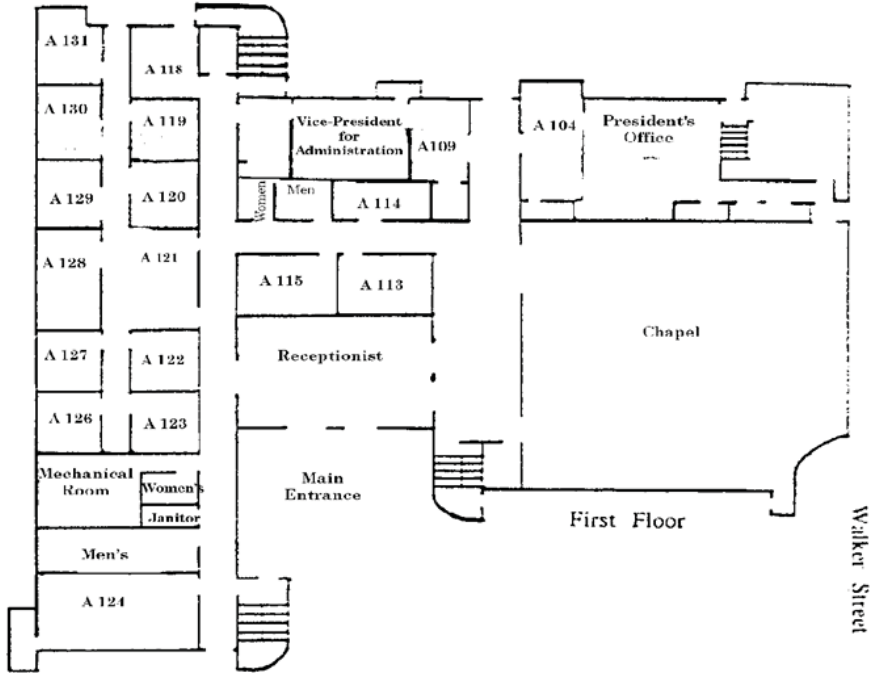 A 131
A 118
A 130
A 119
Vice-President
for
Administration
A109
A 104
President's
Office
A 129
A 120
Women
Men
A 114
A 128
A 121
A 115
A 113
Chapel
A 127
A 122
Receptionist
A 126
A 123
Mechanical
Room
Women's
Janitor
Main
Entrance
First Floor
Walker Street
Men's
A 124